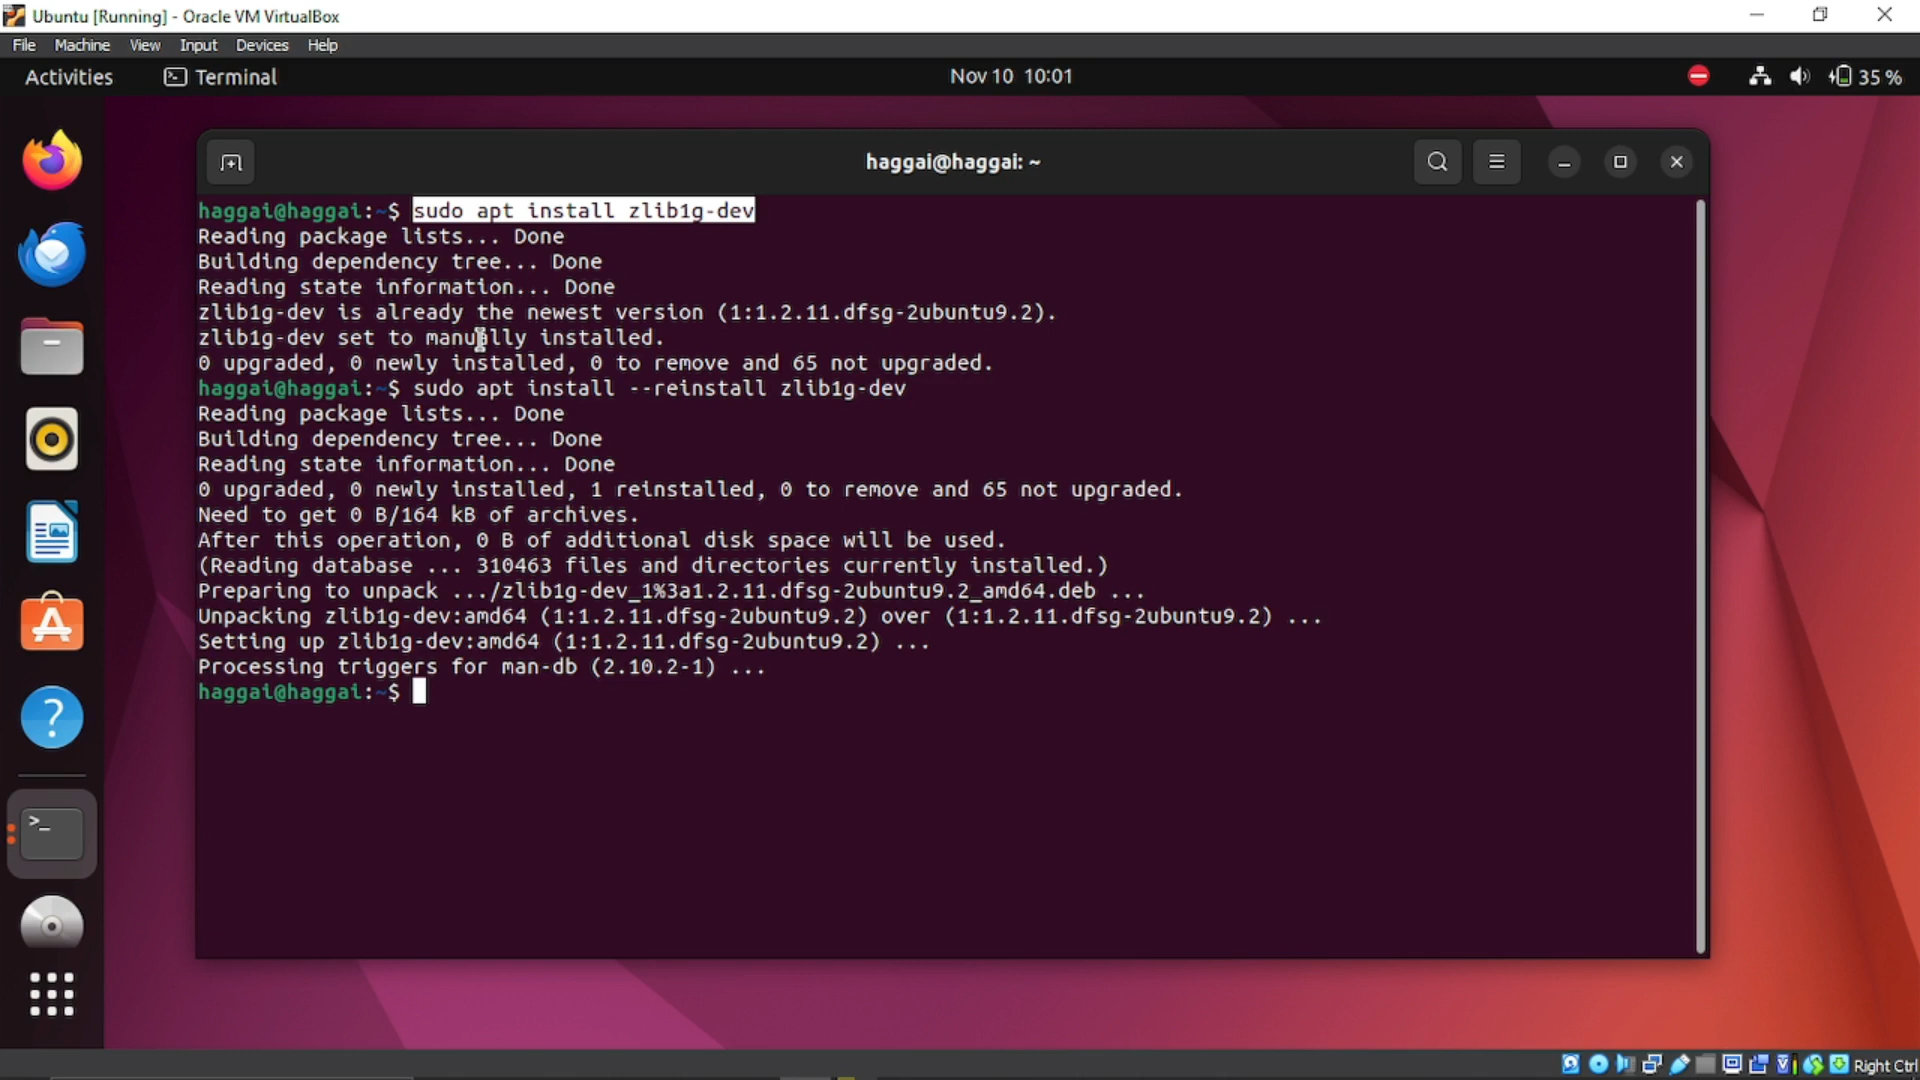 Ubuntu [Running] - Oracle VM VirtualBox
File Machine View Input Devices Help
Activities Terminal Nov 10 10:01 35 %
haggai@haggai: ~
haggai@haggai:~$ sudo apt install zlib1g-dev
Reading package lists... Done
Building dependency tree... Done
Reading state information... Done
zlib1g-dev is already the newest version (1:1.2.11.dfsg-2ubuntu9.2).
zlib1g-dev set to manually installed.
0 upgraded, 0 newly installed, 0 to remove and 65 not upgraded.
haggai@haggai:~$ sudo apt install --reinstall zlib1g-dev
Reading package lists... Done
Building dependency tree... Done
Reading state information... Done
0 upgraded, 0 newly installed, 1 reinstalled, 0 to remove and 65 not upgraded.
Need to get 0 B/164 kB of archives.
After this operation, 0 B of additional disk space will be used.
(Reading database ... 310463 files and directories currently installed.)
Preparing to unpack .../zlib1g-dev_1%3a1.2.11.dfsg-2ubuntu9.2_amd64.deb ...
Unpacking zlib1g-dev:amd64 (1:1.2.11.dfsg-2ubuntu9.2) over (1:1.2.11.dfsg-2ubuntu9.2) ...
Setting up zlib1g-dev:amd64 (1:1.2.11.dfsg-2ubuntu9.2) ...
Processing triggers for man-db (2.10.2-1) ...
haggai@haggai:~$
Right Ctrl